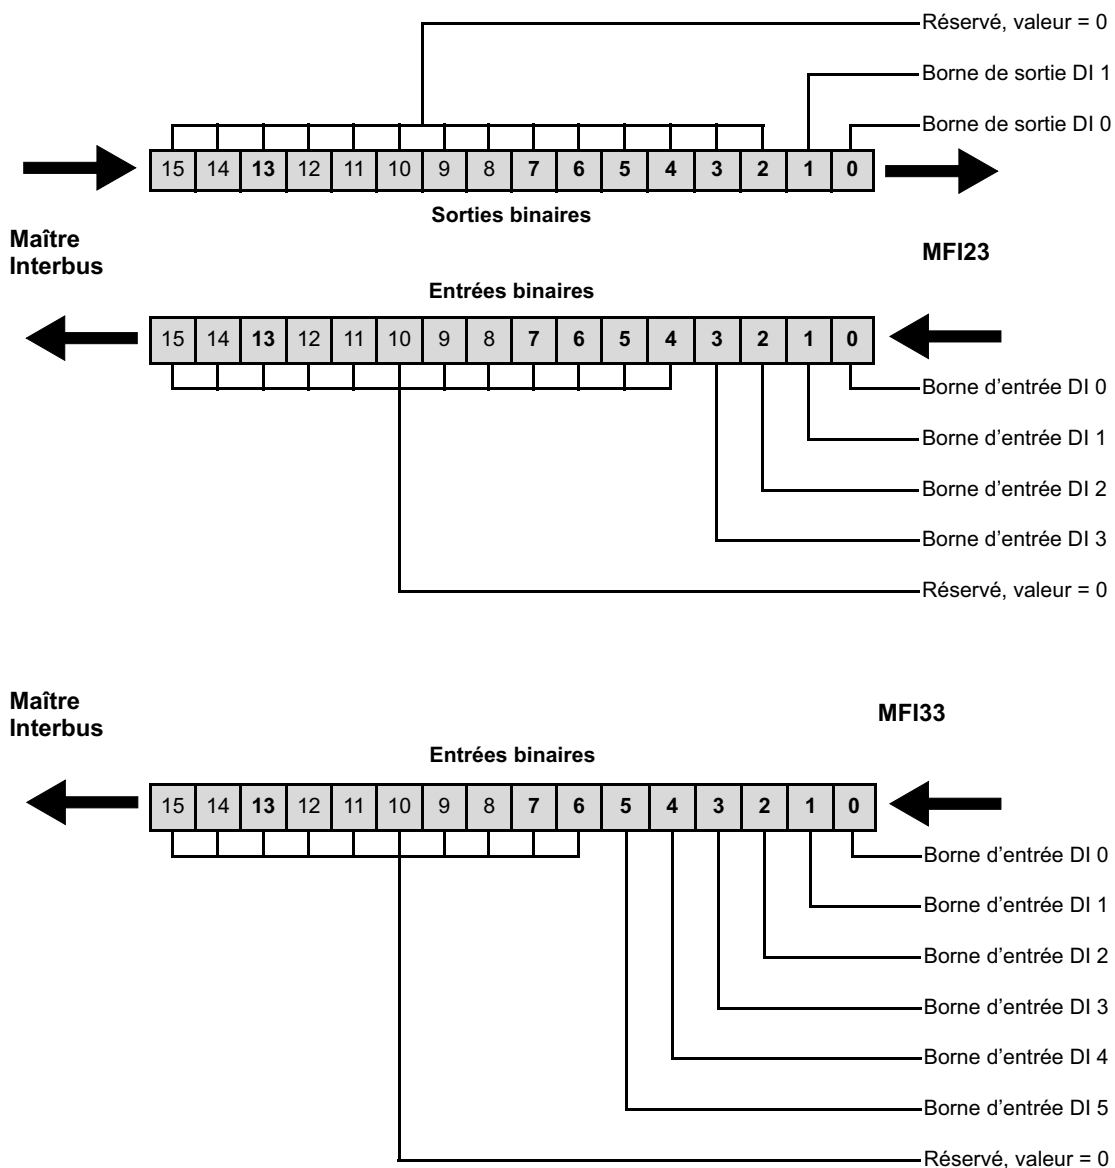 Réservé, valeur = 0
Borne de sortie DI 1
Borne de sortie DI 0
15 14 13 12 11 10 9 8 7 6 5 4 3 2 1 0
Sorties binaires
Maître
Interbus
MFI23
Entrées binaires
15 14 13 12 11 10 9 8 7 6 5 4 3 2 1 0
Borne d’entrée DI 0
Borne d’entrée DI 1
Borne d’entrée DI 2
Borne d’entrée DI 3
Réservé, valeur = 0
Maître
Interbus
MFI33
Entrées binaires
15 14 13 12 11 10 9 8 7 6 5 4 3 2 1 0
Borne d’entrée DI 0
Borne d’entrée DI 1
Borne d’entrée DI 2
Borne d’entrée DI 3
Borne d’entrée DI 4
Borne d’entrée DI 5
Réservé, valeur = 0